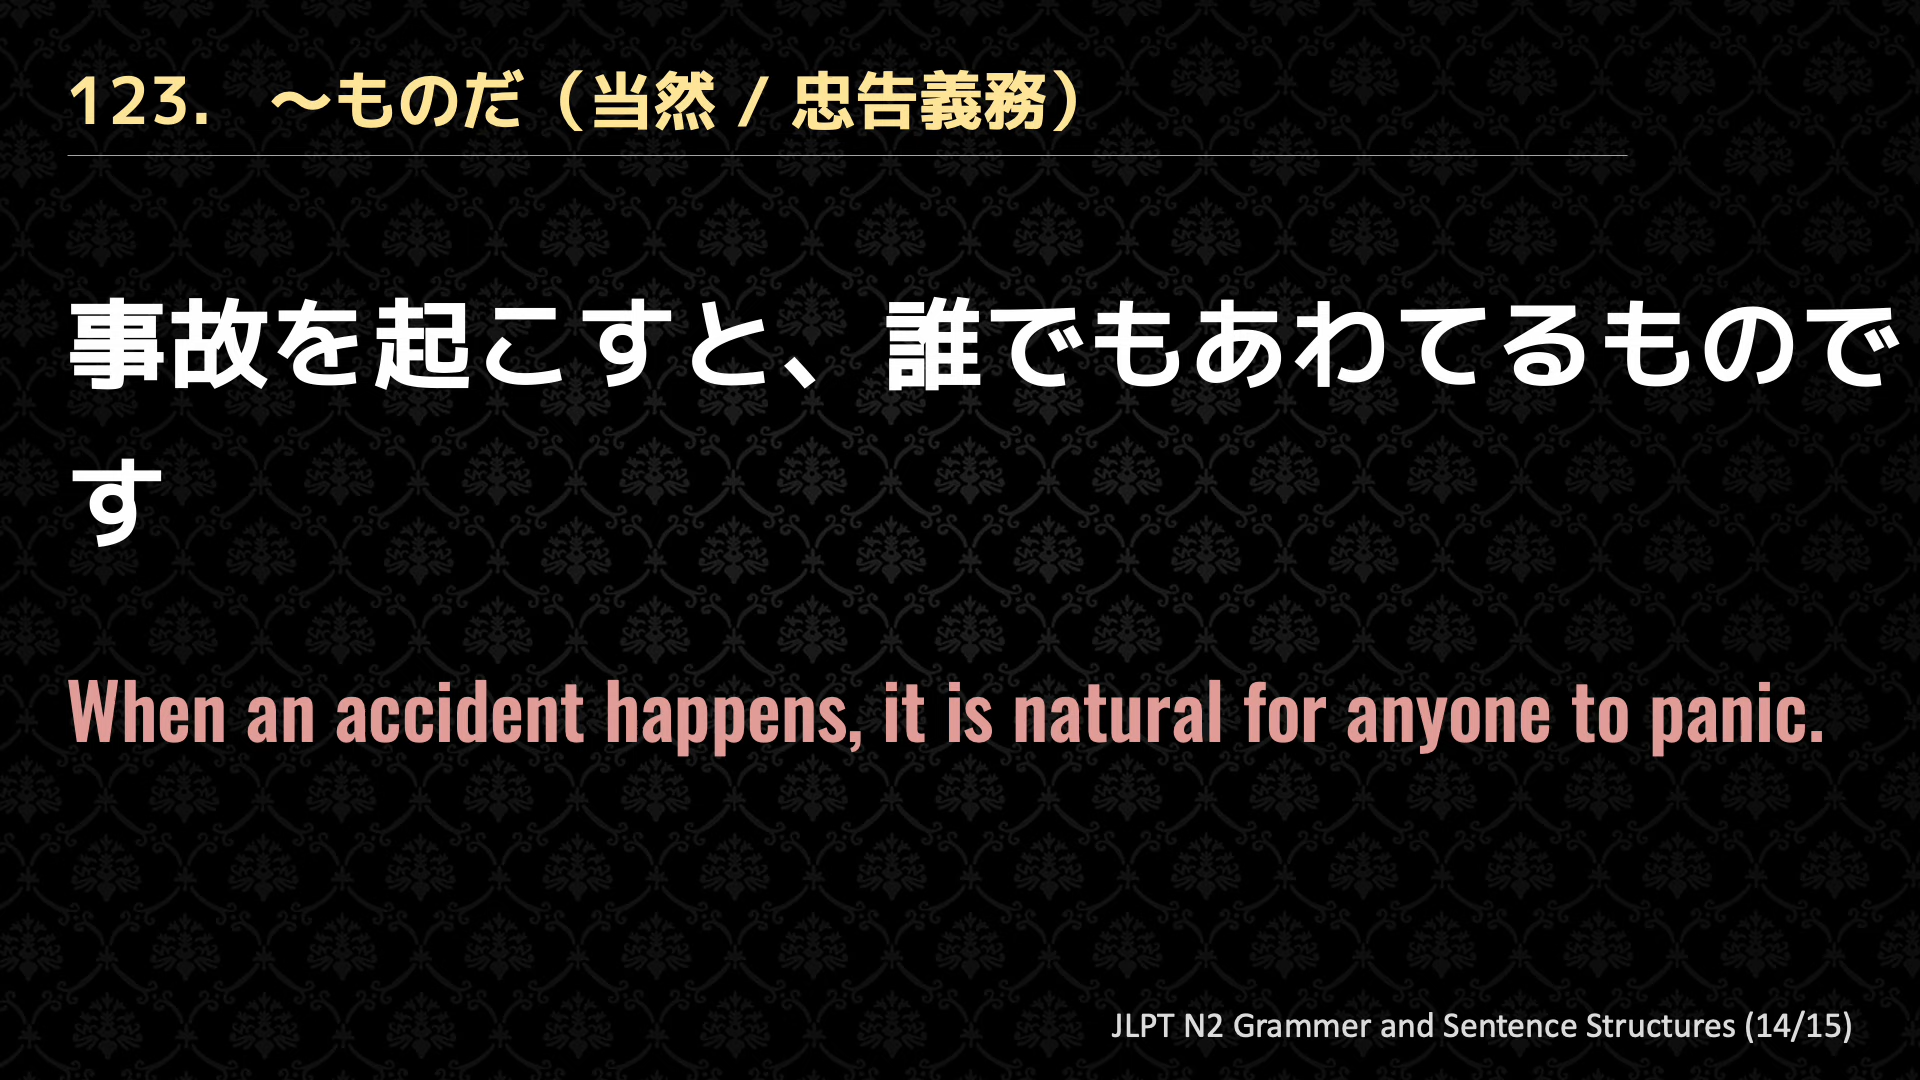 123.　～ものだ（当然 / 忠告義務）
事故を起こすと、誰でもあわてるもので
す
When an accident happens, it is natural for anyone to panic.
JLPT N2 Grammer and Sentence Structures (14/15)